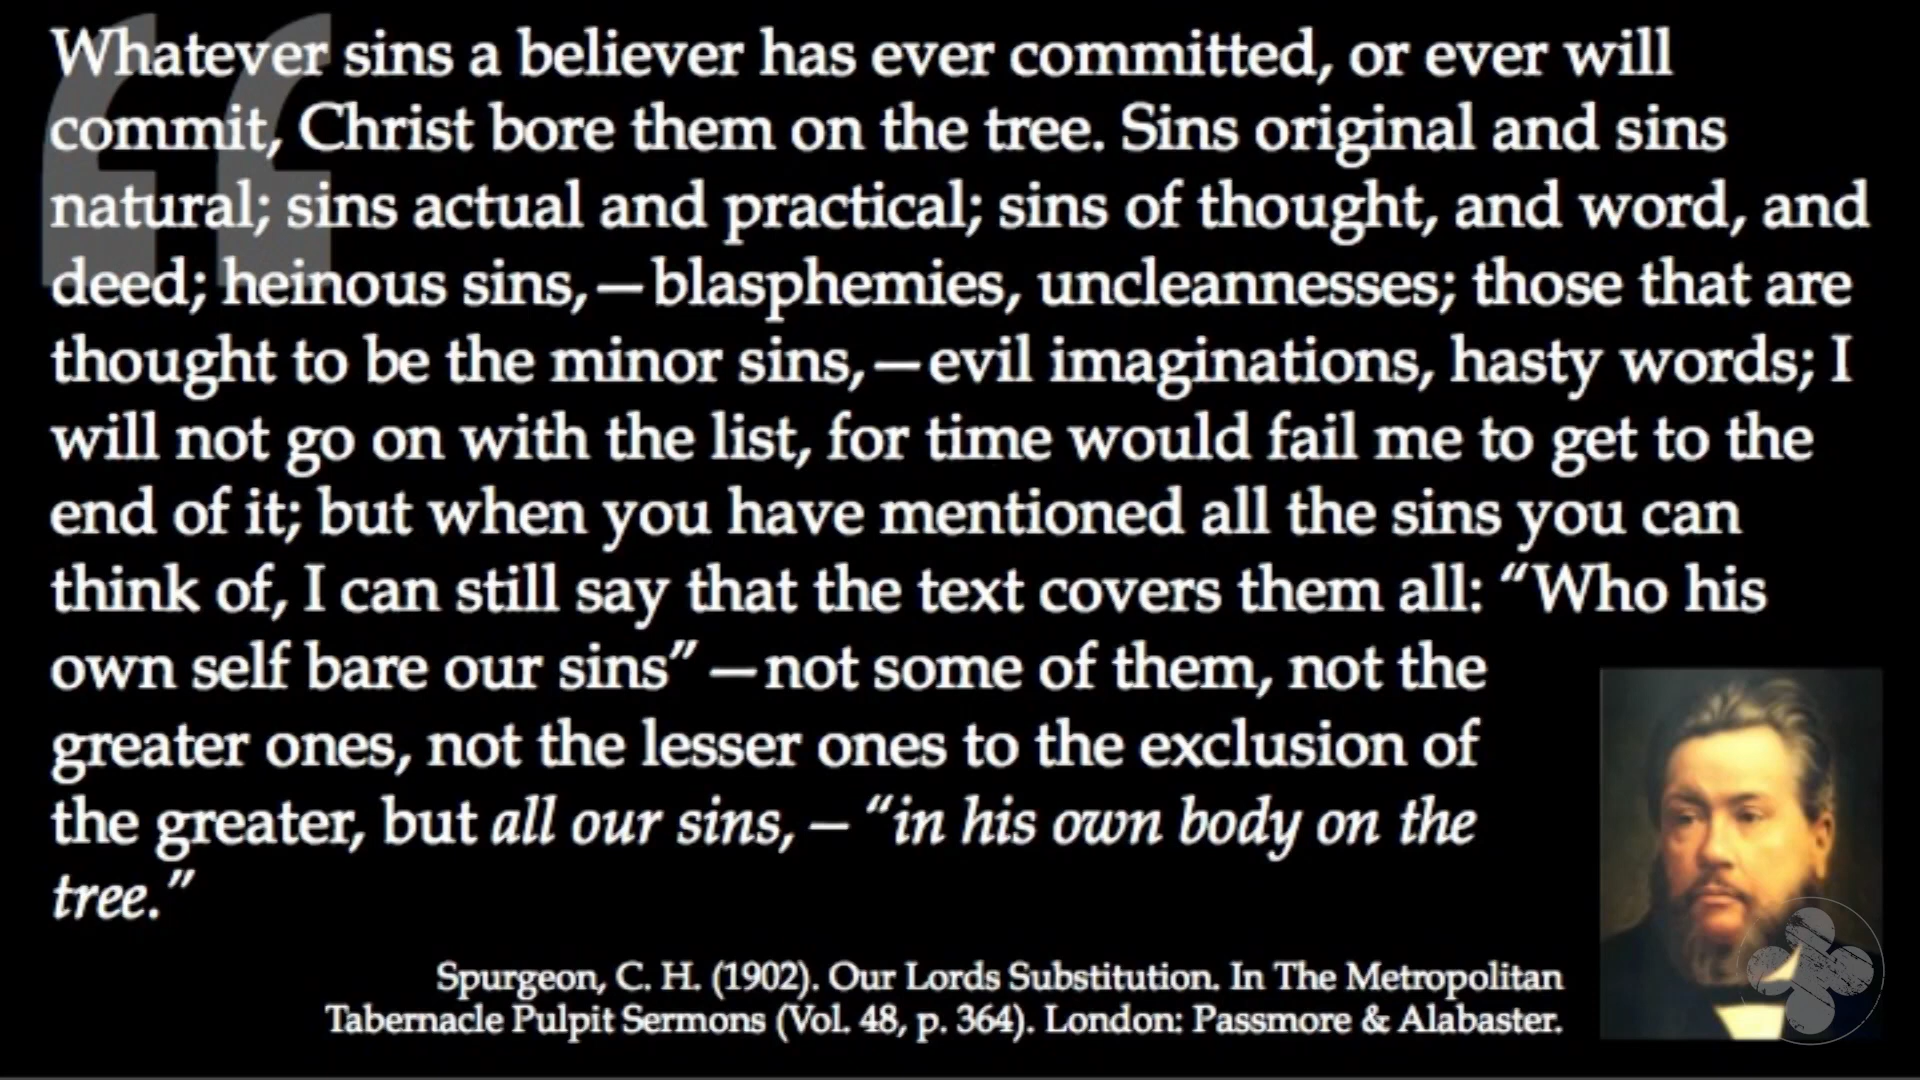 Whatever sins a believer has ever committed, or ever will
commit, Christ bore them on the tree. Sins original and sins
natural; sins actual and practical; sins of thought, and word, and
deed; heinous sins,—blasphemies, uncleannesses; those that are
thought to be the minor sins,—evil imaginations, hasty words; I
will not go on with the list, for time would fail me to get to the
end of it; but when you have mentioned all the sins you can
think of, I can still say that the text covers them all: “Who his
own self bare our sins” —not some of them, not the
greater ones, not the lesser ones to the exclusion of
the greater, but all our sins, — “in his own body on the
tree.”
Spurgeon, C. H. (1902). Our Lords Substitution. In The Metropolitan
Tabernacle Pulpit Sermons (Vol. 48, p. 364). London: Passmore & Alabaster.